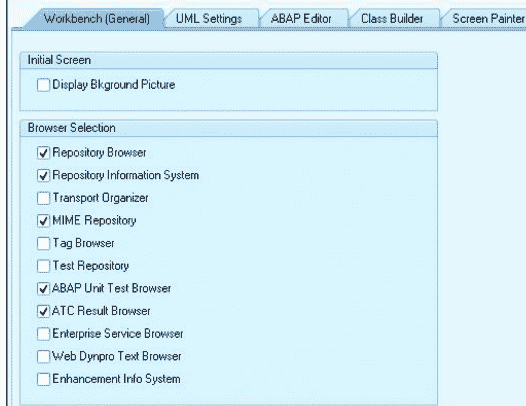 Workbench (General) UML Settings ABAP Editor Class Builder Screen Painter
Initial Screen
Display Bkground Picture
Browser Selection
Repository Browser
Repository Information System
Transport Organizer
MIME Repository
Tag Browser
Test Repository
ABAP Unit Test Browser
ATC Result Browser
Enterprise Service Browser
Web Dynpro Text Browser
Enhancement Info System